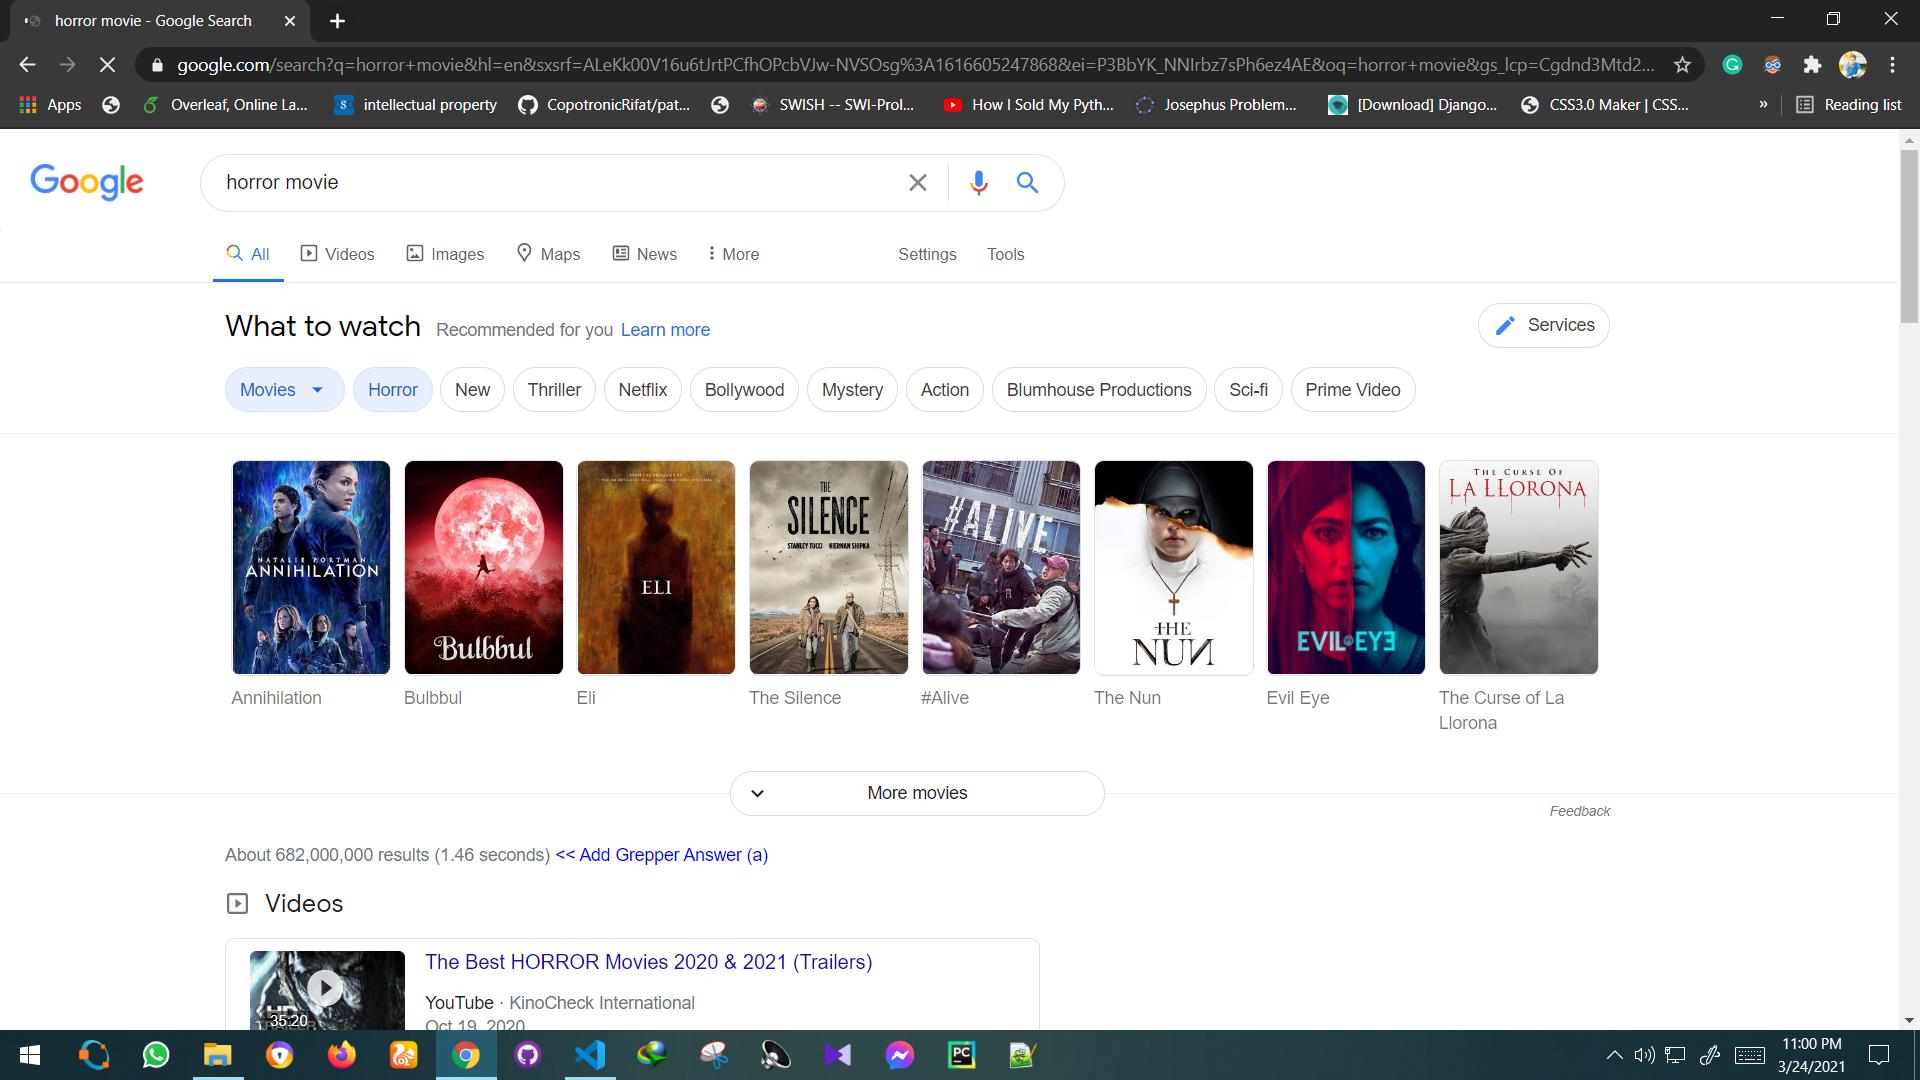 horror movie - Google Search
google.com/search?q=horror+movie&hl=en&sxsrf=ALeKk00V16u6tJrtPCfhOPcbVJw-NVSOsg%3A1616605247868&ei=P3BbYK_NNIrbz7sPh6ez4AE&oq=horror+movie&gs_lcp=Cgdnd3Mtd2...
Apps Overleaf, Online La... intellectual property CopotronicRifat/pat... SWISH -- SWI-Prol... How I Sold My Pyth... Josephus Problem... [Download] Django... CSS3.0 Maker | CSS... » Reading list
Google horror movie
All Videos Images Maps News More Settings Tools
What to watch Recommended for you Learn more Services
Movies Horror New Thriller Netflix Bollywood Mystery Action Blumhouse Productions Sci-fi Prime Video
NATALIE PORTMAN
ANNIHILATION
Bulbbul
ELI
THE
SILENCE
STANLEY TUCCI KIERNAN SHIPKA
#ALIVE
THE
NUN
EVIL EYE
THE CURSE OF
LA LLORONA
Annihilation Bulbbul Eli The Silence #Alive The Nun Evil Eye The Curse of La
Llorona
More movies
Feedback
About 682,000,000 results (1.46 seconds) << Add Grepper Answer (a)
Videos
The Best HORROR Movies 2020 & 2021 (Trailers)
YouTube · KinoCheck International
Oct 19, 2020
35:20
11:00 PM
3/24/2021